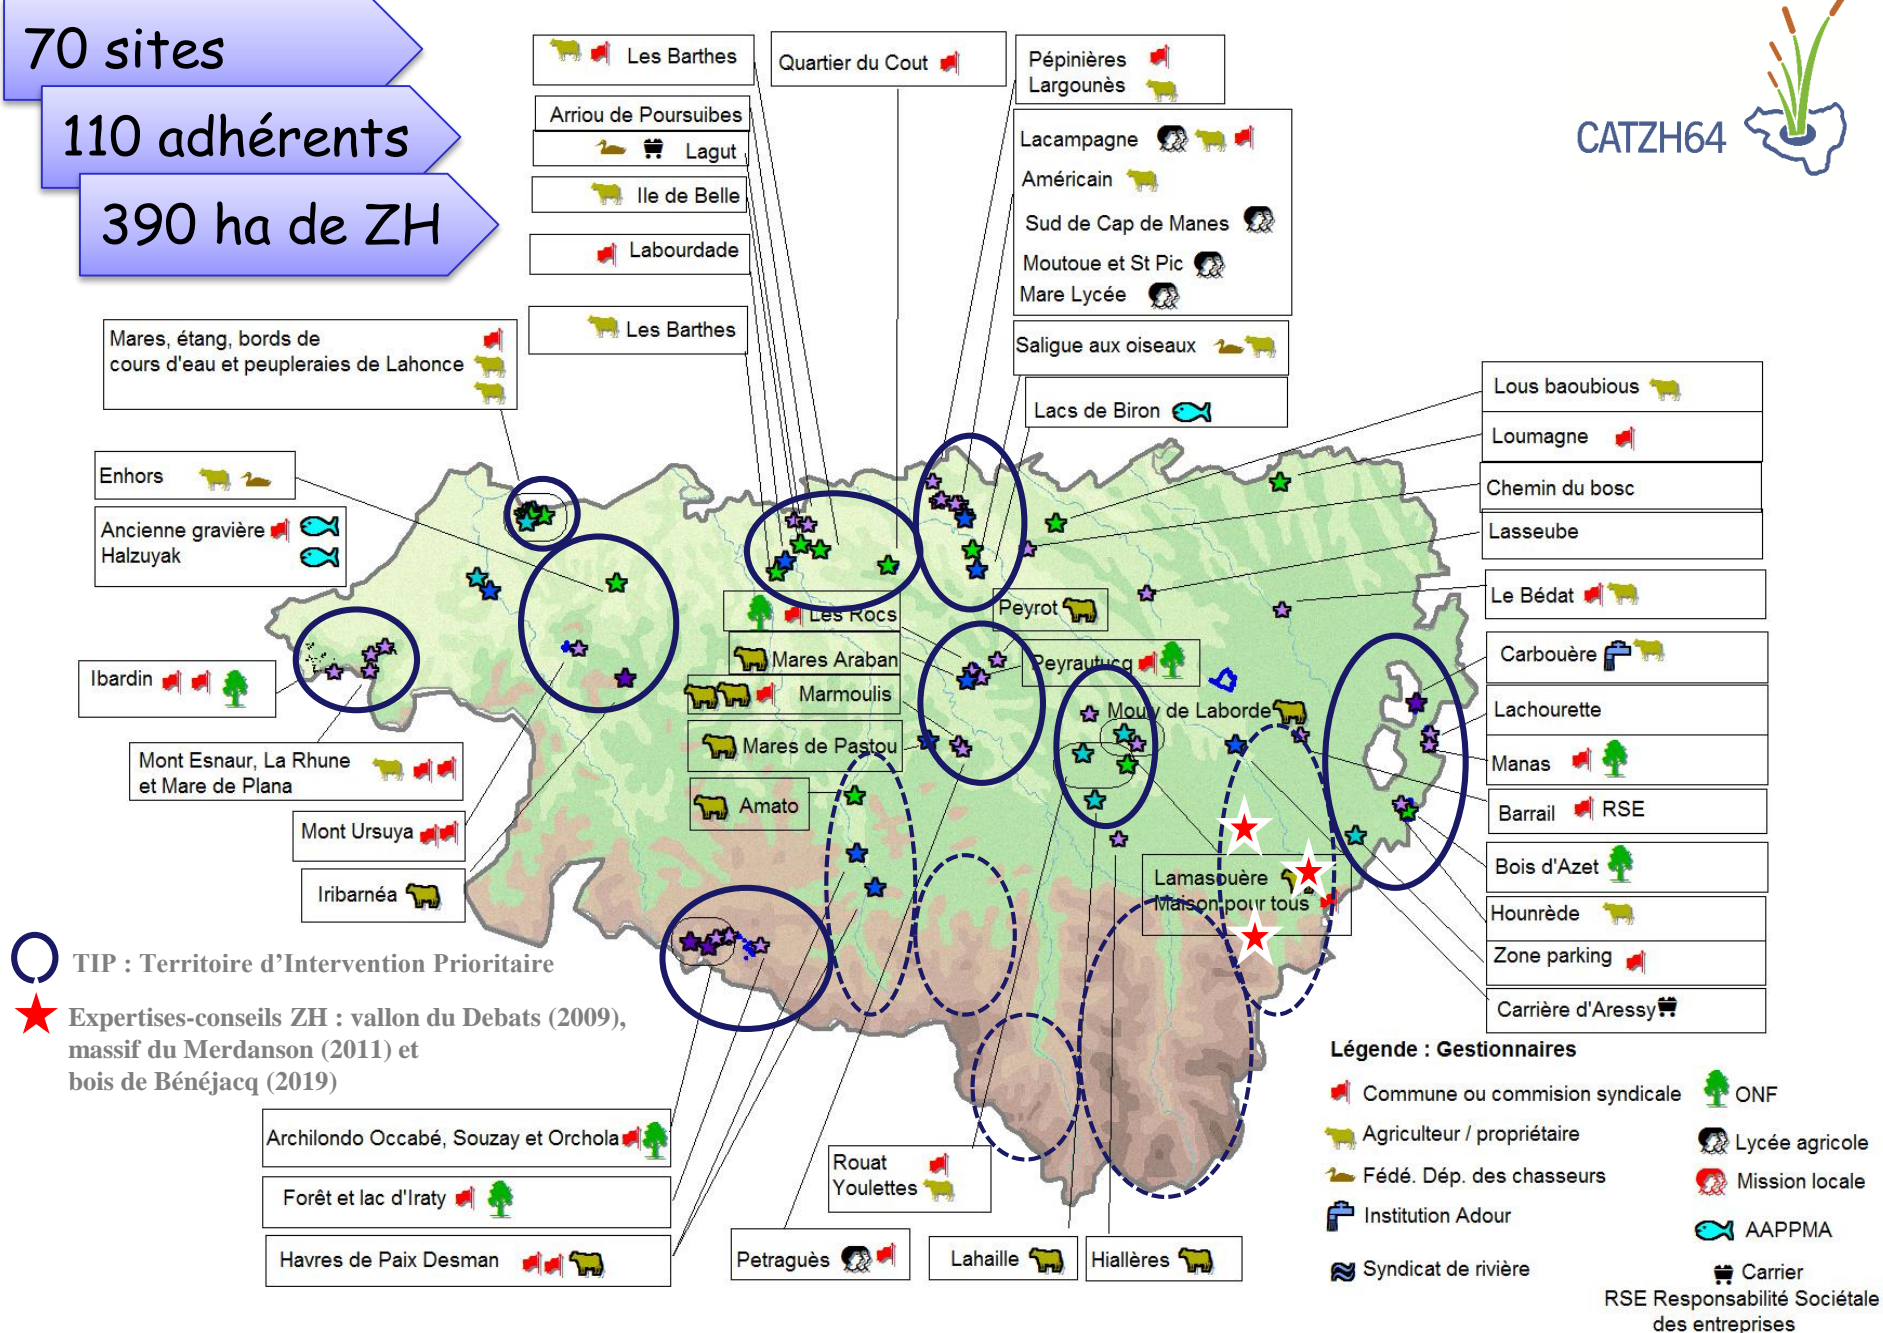 70 sites
110 adhérents
390 ha de ZH
CATZH64
Les Barthes
Arriou de Poursuibes
Lagut
Ile de Belle
Labourdade
Les Barthes
Quartier du Cout
Pépinières
Largounès
Lacampagne
Américain
Sud de Cap de Manes
Moutoue et St Pic
Mare Lycée
Saligue aux oiseaux
Lacs de Biron
Mares, étang, bords de
cours d'eau et peupleraies de Lahonce
Enhors
Ancienne gravière
Halzuyak
Ibardin
Mont Esnaur, La Rhune
et Mare de Plana
Mont Ursuya
Iribarnéa
Lous baoubious
Loumagne
Chemin du bosc
Lasseube
Le Bédat
Carbouère
Lachourette
Manas
Barrail RSE
Bois d'Azet
Hounrède
Zone parking
Carrière d'Aressy
Les Rocs
Mares Araban
Marmoulis
Mares de Pastou
Amato
Peyrot
Peyrautucq
Mouly de Laborde
Lamasouère
Maison pour tous
TIP : Territoire d'Intervention Prioritaire
Expertises-conseils ZH : vallon du Debats (2009),
massif du Merdanson (2011) et
bois de Bénéjacq (2019)
Archilondo Occabé, Souzay et Orchola
Forêt et lac d'Iraty
Havres de Paix Desman
Rouat
Youlettes
Petraguès
Lahaille
Hiallères
Légende : Gestionnaires
Commune ou commision syndicale
Agriculteur / propriétaire
Fédé. Dép. des chasseurs
Institution Adour
Syndicat de rivière
ONF
Lycée agricole
Mission locale
AAPPMA
Carrier
RSE Responsabilité Sociétale
des entreprises